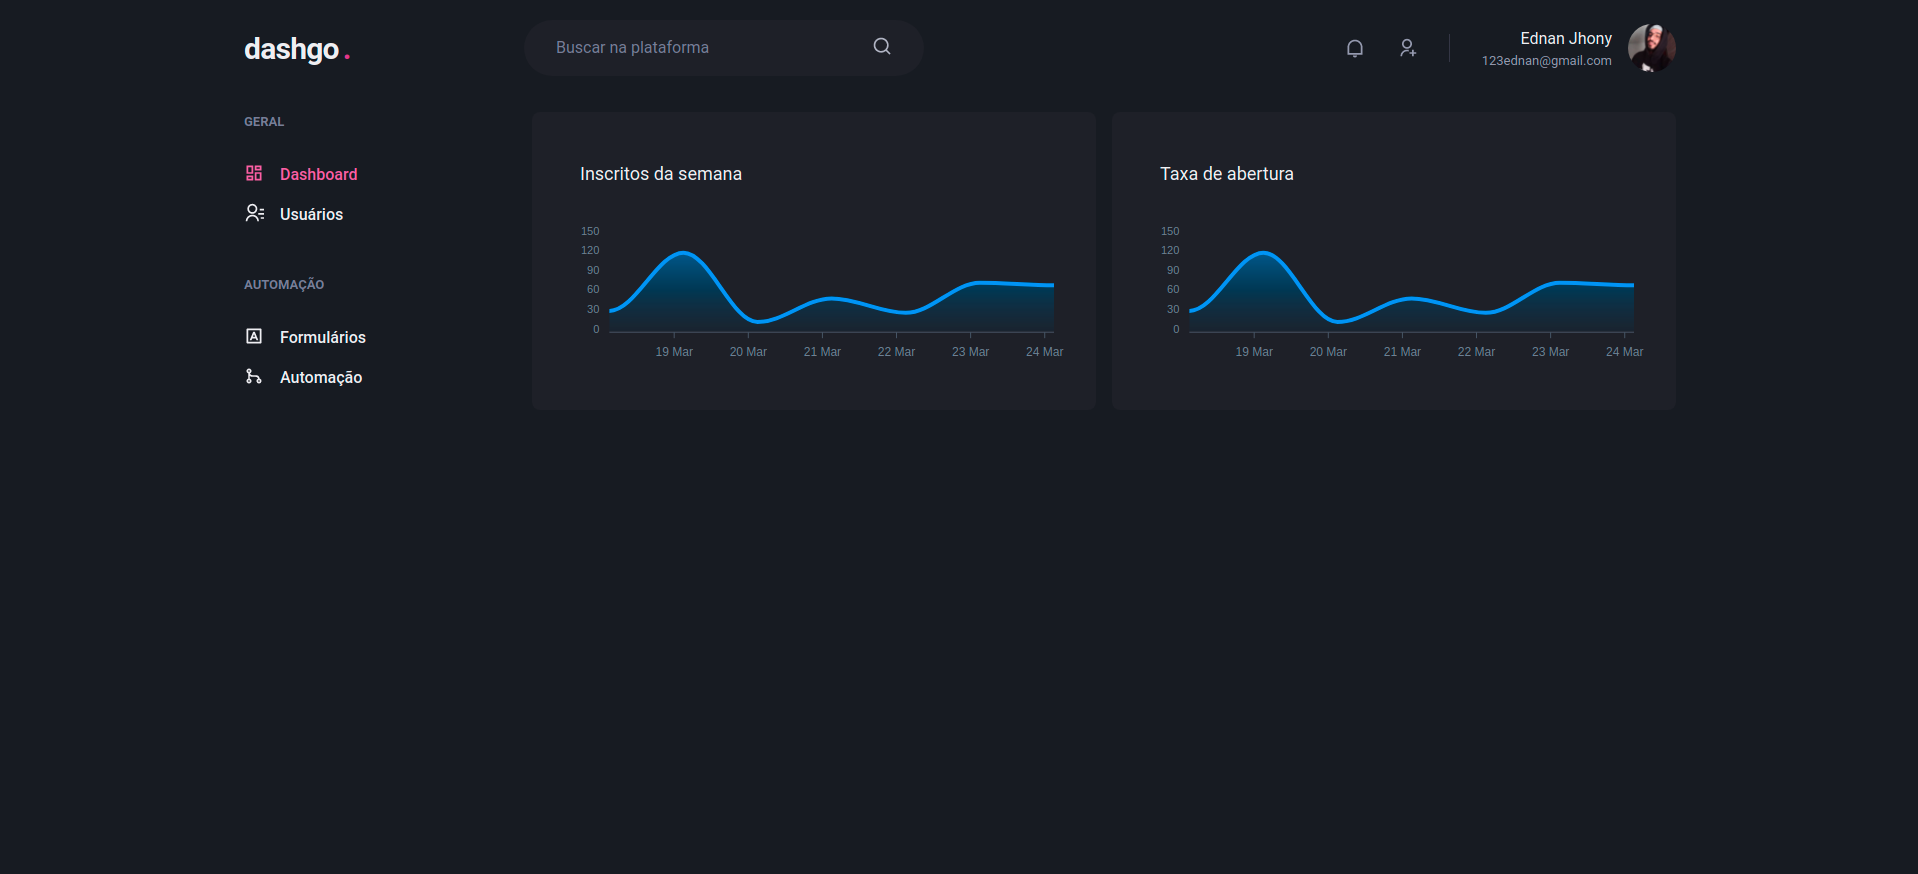 dashgo.
Buscar na plataforma
Ednan Jhony
123ednan@gmail.com
GERAL
Dashboard
Usuários
AUTOMAÇÃO
Formulários
Automação
Inscritos da semana
150
120
90
60
30
0
19 Mar 20 Mar 21 Mar 22 Mar 23 Mar 24 Mar
Taxa de abertura
150
120
90
60
30
0
19 Mar 20 Mar 21 Mar 22 Mar 23 Mar 24 Mar